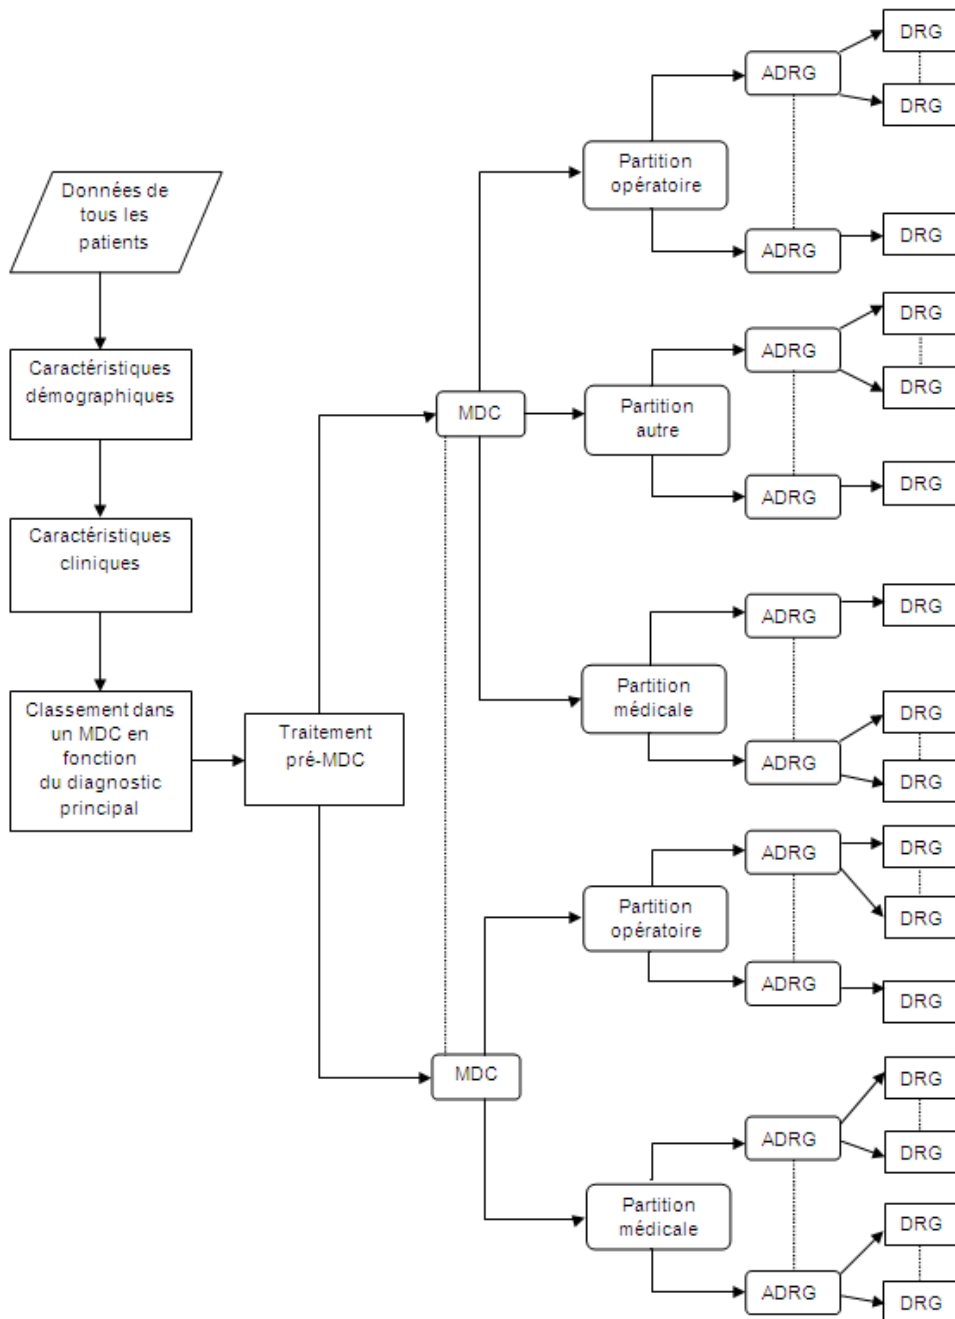 Données de
tous les
patients
Caractéristiques
démographiques
Caractéristiques
cliniques
Classement dans
un MDC en
fonction
du diagnostic
principal
Traitement
pré-MDC
MDC
Partition
opératoire
ADRG
DRG
DRG
ADRG
DRG
Partition
autre
ADRG
DRG
DRG
ADRG
DRG
Partition
médicale
ADRG
DRG
ADRG
DRG
DRG
MDC
Partition
opératoire
ADRG
DRG
DRG
ADRG
DRG
Partition
médicale
ADRG
DRG
DRG
ADRG
DRG
DRG